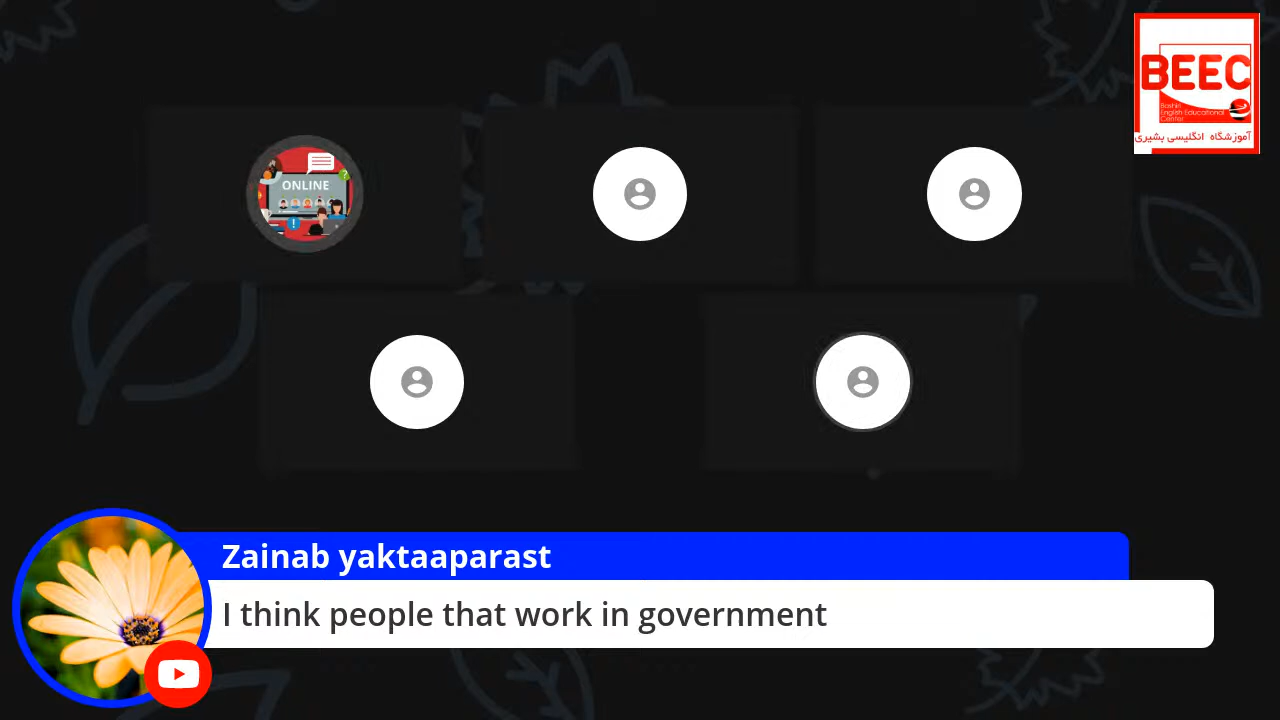 BEEC
Bashiri
English Educational
Center
آموزشگاه انگلیسی بشیری
ONLINE
Zainab yaktaaparast
I think people that work in government